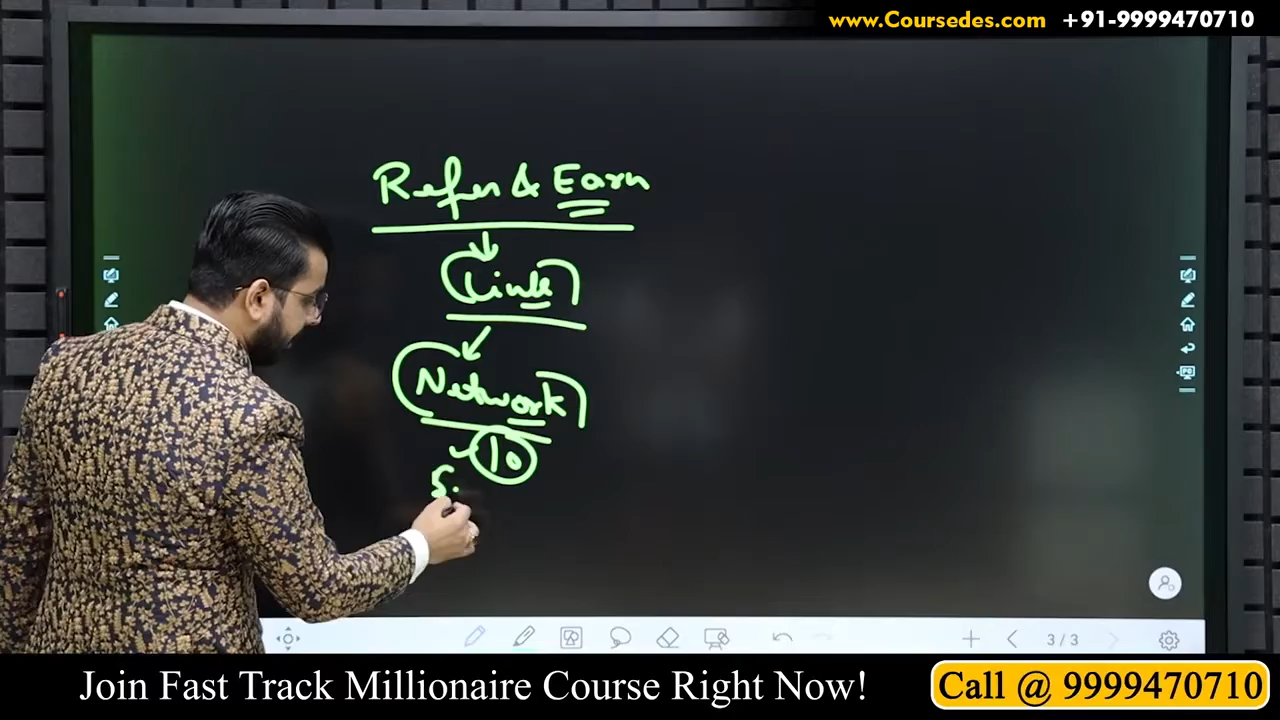 www.Coursedes.com +91-9999470710
Refer & Earn
Link
Network
10
5
3/3
Join Fast Track Millionaire Course Right Now!
Call @ 9999470710